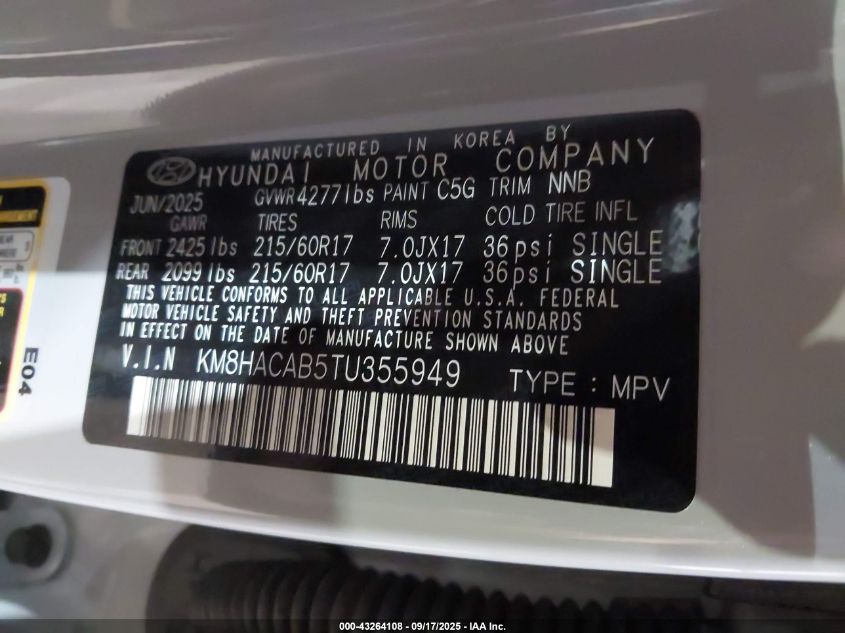 MANUFACTURED IN KOREA BY
HYUNDAI MOTOR COMPANY
JUN/2025 GVWR 4277lbs PAINT C5G TRIM NNB
GAWR TIRES RIMS COLD TIRE INFL
FRONT 2425 lbs 215/60R17 7.0JX17 36psi SINGLE
REAR 2099 lbs 215/60R17 7.0JX17 36psi SINGLE
THIS VEHICLE CONFORMS TO ALL APPLICABLE U.S.A. FEDERAL
MOTOR VEHICLE SAFETY AND THEFT PREVENTION STANDARDS
IN EFFECT ON THE DATE OF MANUFACTURE SHOWN ABOVE
V.I.N KM8HACAB5TU355949 TYPE : MPV
E04
000-43264108 - 09/17/2025 - IAA Inc.